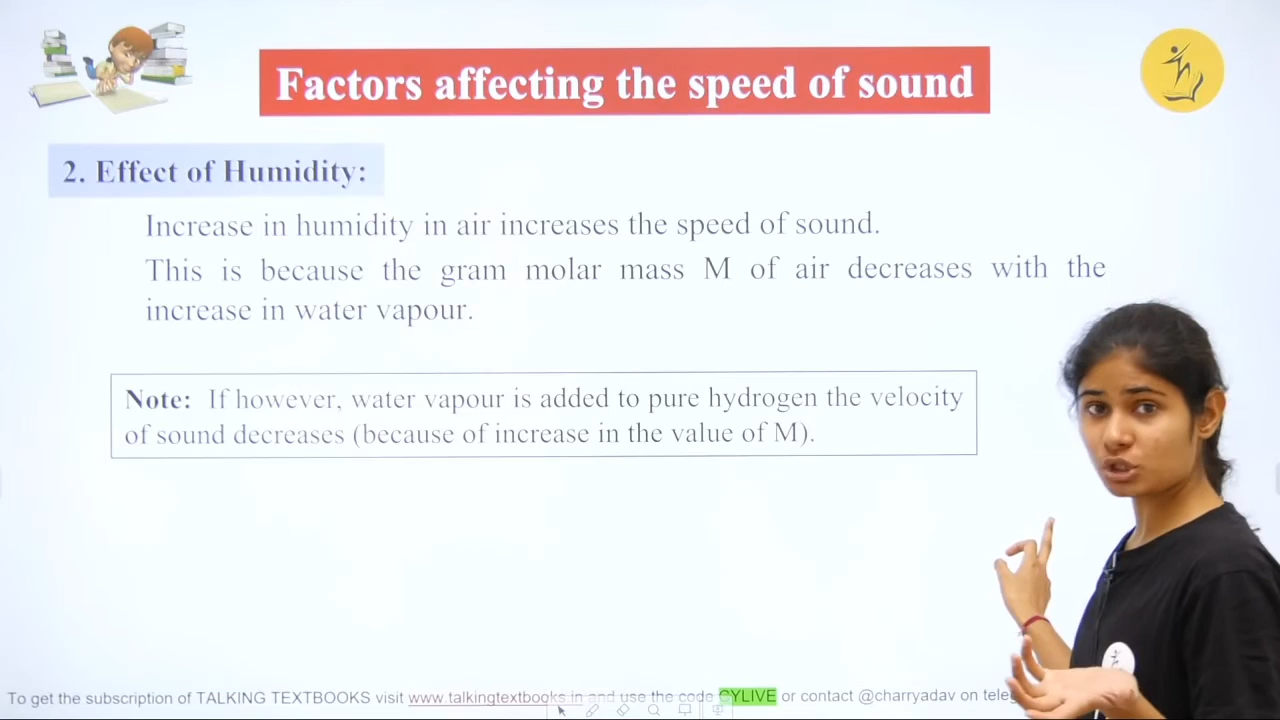 Factors affecting the speed of sound
2. Effect of Humidity:
Increase in humidity in air increases the speed of sound.
This is because the gram molar mass M of air decreases with the
increase in water vapour.
Note: If however, water vapour is added to pure hydrogen the velocity
of sound decreases (because of increase in the value of M).
To get the subscription of TALKING TEXTBOOKS visit www.talkingtextbooks.in and use the code CYLIVE or contact @charryadav on